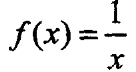 f(x) = 1/x